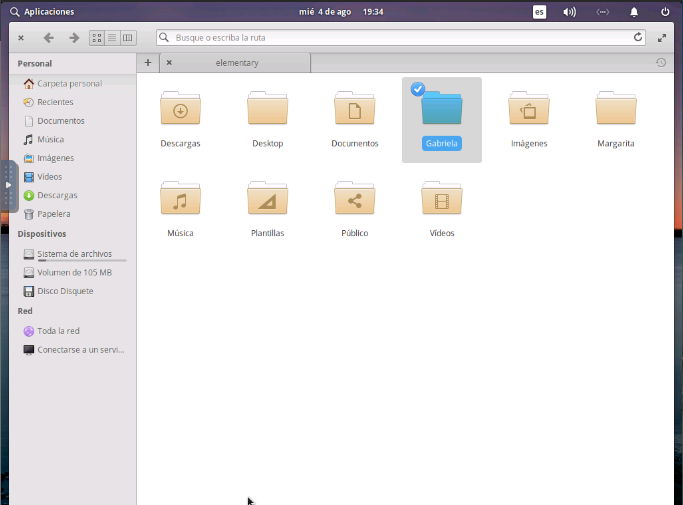 Aplicaciones
mié 4 de ago 19:34
es
Busque o escriba la ruta
Personal
elementary
Carpeta personal
Recientes
Documentos
Música
Imágenes
Vídeos
Descargas
Papelera
Dispositivos
Sistema de archivos
Volumen de 105 MB
Disco Disquete
Red
Toda la red
Conectarse a un servi...
Descargas
Desktop
Documentos
Gabriela
Imágenes
Margarita
Música
Plantillas
Público
Vídeos